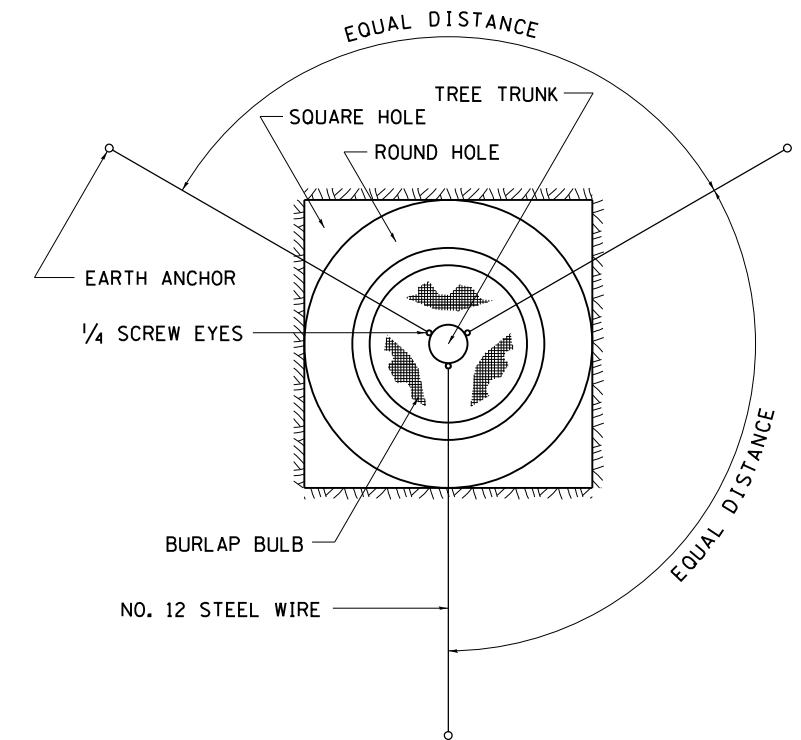 EQUAL DISTANCE
TREE TRUNK
SQUARE HOLE
ROUND HOLE
EARTH ANCHOR
1/4 SCREW EYES
EQUAL DISTANCE
BURLAP BULB
NO. 12 STEEL WIRE